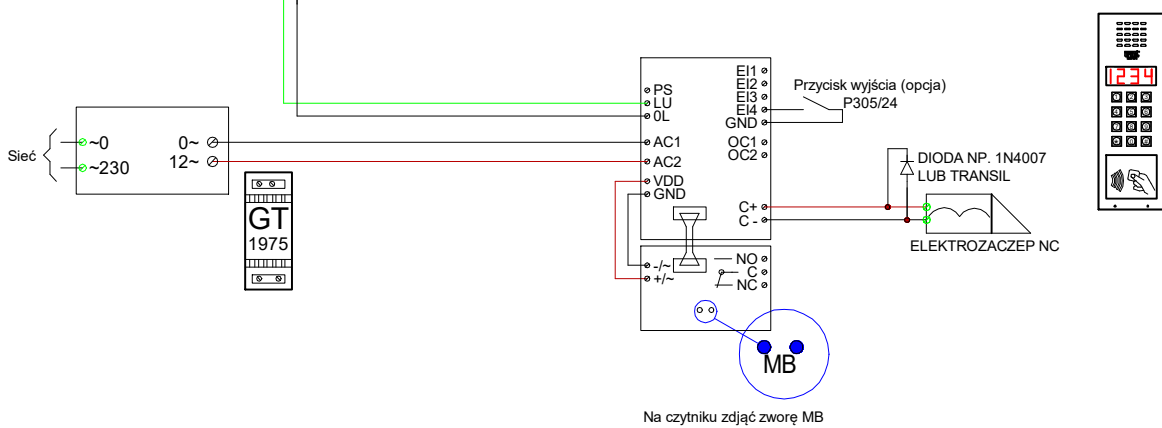 Sieć
~0
~230
0~
12~
GT
1975
PS
LU
0L
AC1
AC2
VDD
GND
EI1
EI2
EI3
EI4
GND
OC1
OC2
C+
C -
Przycisk wyjścia (opcja)
P305/24
DIODA NP. 1N4007
LUB TRANSIL
ELEKTROZACZEP NC
-/~
+/~
NO
C
NC
MB
Na czytniku zdjąć zworę MB
1234